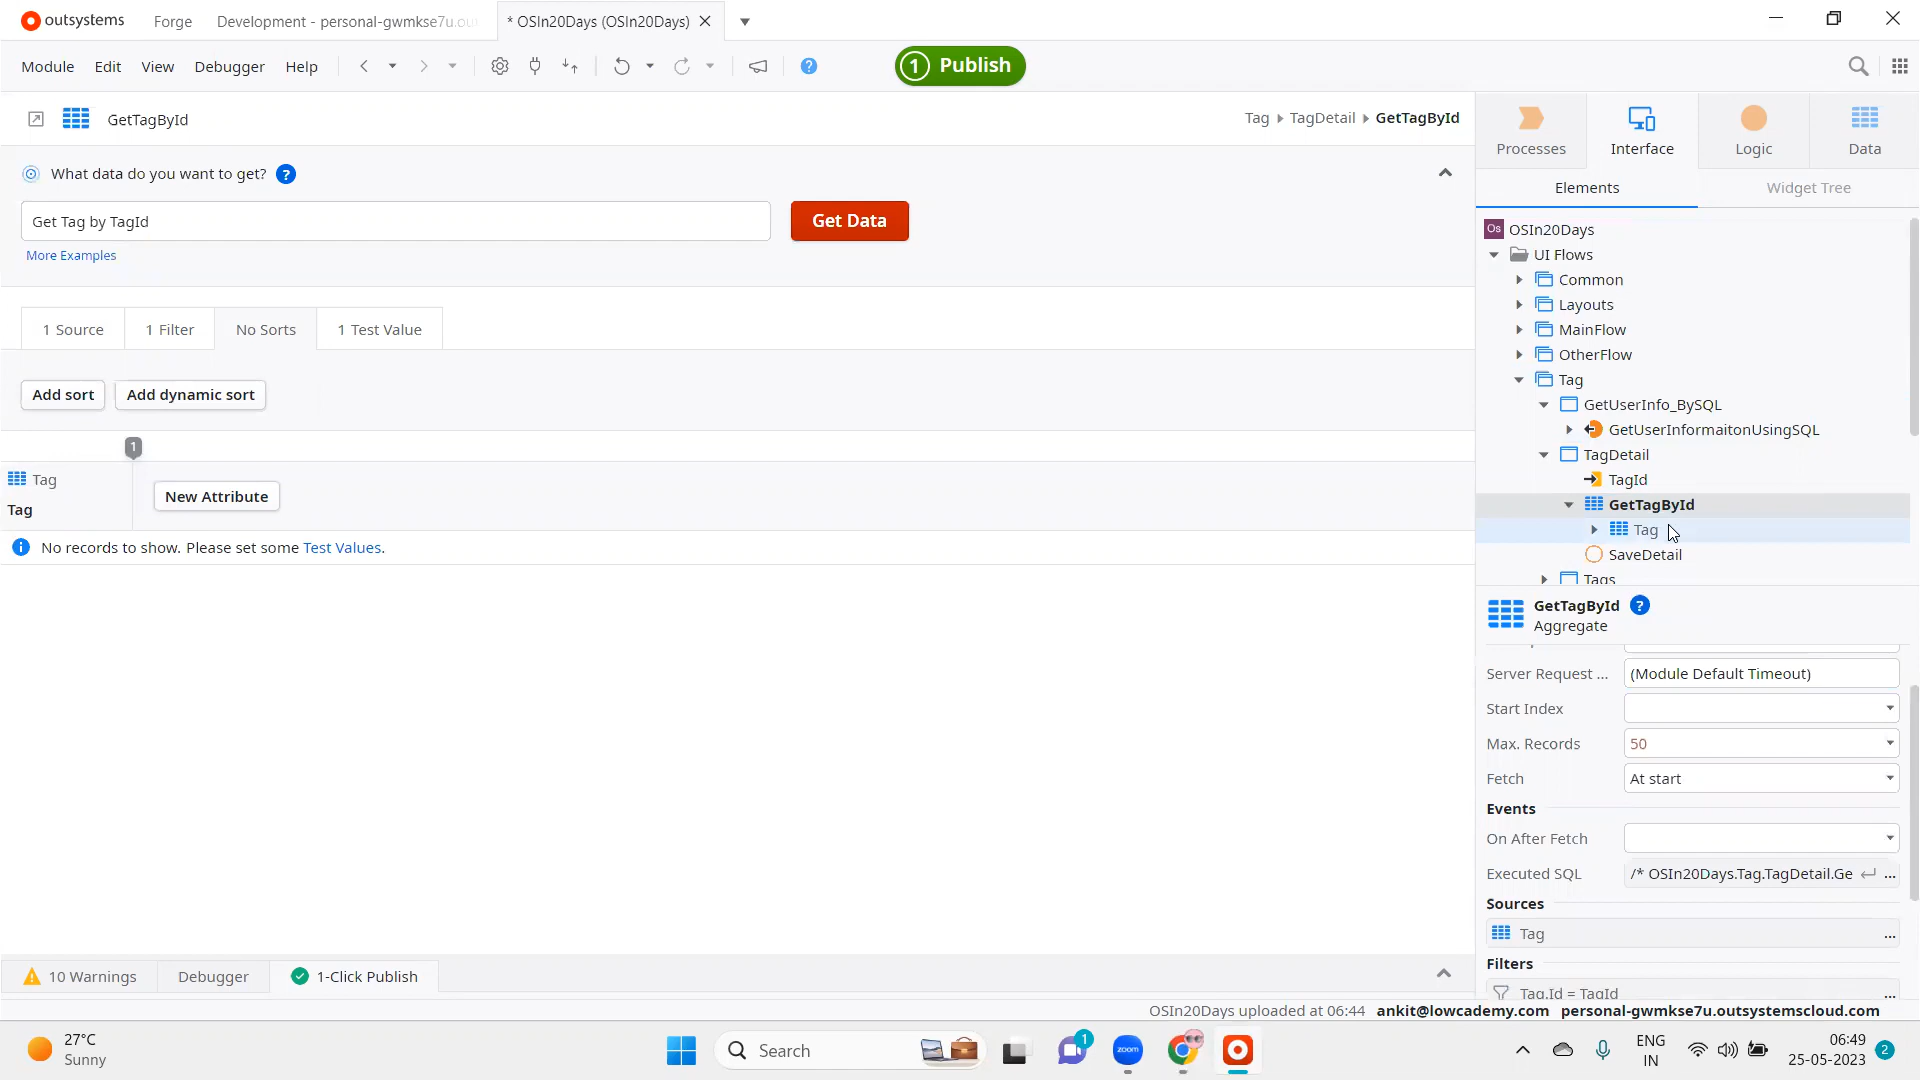 outsystems Forge Development - personal-gwmkse7u.ou * OSIn20Days (OSIn20Days)
Module Edit View Debugger Help 1 Publish
GetTagById Tag TagDetail GetTagById
What data do you want to get? ?
Get Tag by TagId Get Data
More Examples
1 Source 1 Filter No Sorts 1 Test Value
Add sort Add dynamic sort
1
Tag
Tag
New Attribute
No records to show. Please set some Test Values.
Processes Interface Logic Data
Elements Widget Tree
Os OSIn20Days
UI Flows
Common
Layouts
MainFlow
OtherFlow
Tag
GetUserInfo_BySQL
GetUserInformaitonUsingSQL
TagDetail
TagId
GetTagById
Tag
SaveDetail
Tags
GetTagById ?
Aggregate
Server Request ... (Module Default Timeout)
Start Index
Max. Records 50
Fetch At start
Events
On After Fetch
Executed SQL /* OSIn20Days.Tag.TagDetail.Ge ...
Sources
Tag ...
Filters
Tag.Id = TagId ...
10 Warnings Debugger 1-Click Publish
OSIn20Days uploaded at 06:44 ankit@lowcademy.com personal-gwmkse7u.outsystemscloud.com
27°C
Sunny
Search
1
zoom
ENG
IN
06:49
25-05-2023
2